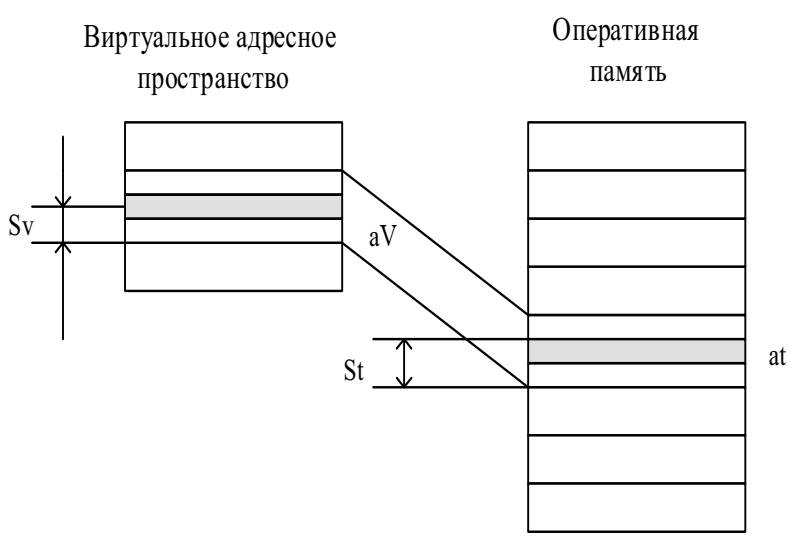 Виртуальное адресное
пространство
Оперативная
память
Sv
aV
St
at